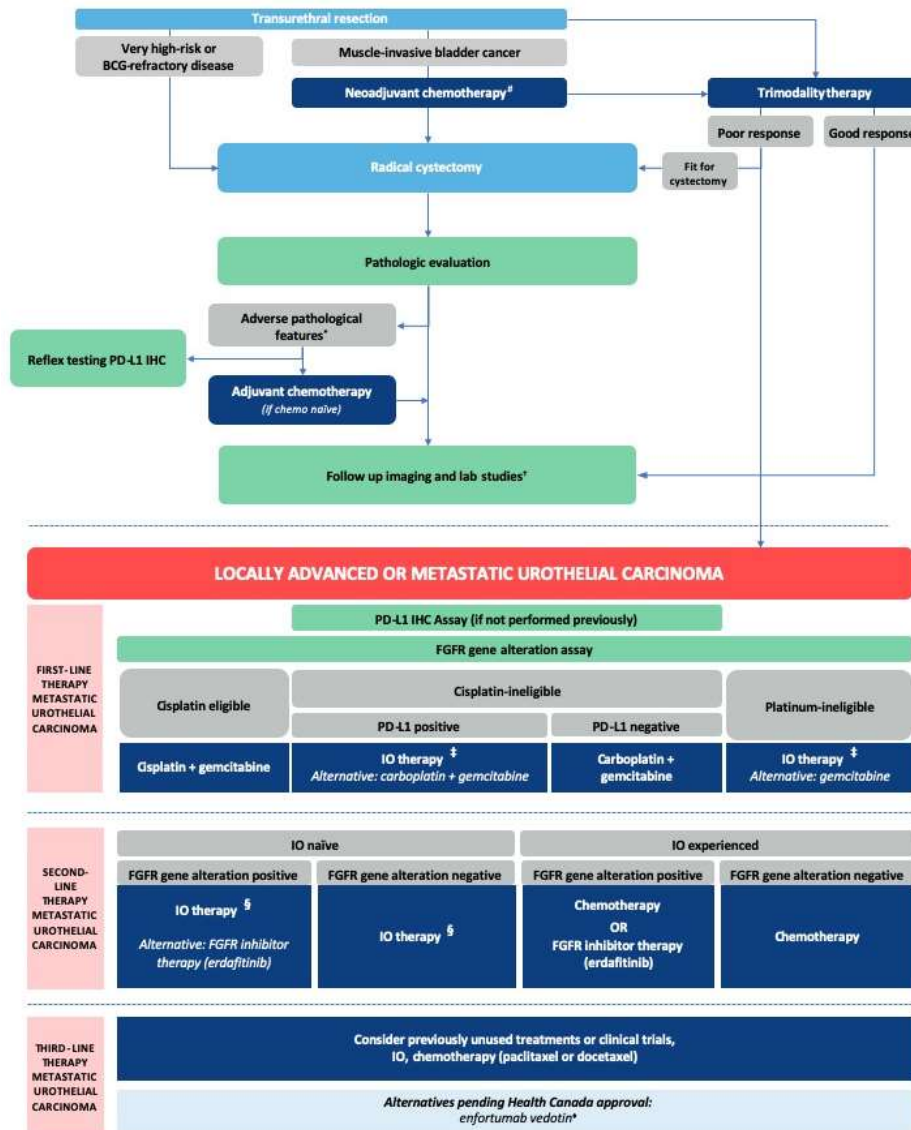 Transurethral resection
Very high-risk or
BCG-refractory disease
Muscle-invasive bladder cancer
Neoadjuvant chemotherapy#
Trimodality therapy
Poor response
Good response
Radical cystectomy
Fit for
cystectomy
Pathologic evaluation
Adverse pathological
features*
Reflex testing PD-L1 IHC
Adjuvant chemotherapy
(if chemo naïve)
Follow up imaging and lab studies†
LOCALLY ADVANCED OR METASTATIC UROTHELIAL CARCINOMA
FIRST-LINE
THERAPY
METASTATIC
UROTHELIAL
CARCINOMA
PD-L1 IHC Assay (if not performed previously)
FGFR gene alteration assay
Cisplatin eligible
Cisplatin-ineligible
Platinum-ineligible
PD-L1 positive
PD-L1 negative
Cisplatin + gemcitabine
IO therapy ‡
Alternative: carboplatin + gemcitabine
Carboplatin +
gemcitabine
IO therapy ‡
Alternative: gemcitabine
SECOND-
LINE
THERAPY
METASTATIC
UROTHELIAL
CARCINOMA
IO naïve
IO experienced
FGFR gene alteration positive
FGFR gene alteration negative
FGFR gene alteration positive
FGFR gene alteration negative
IO therapy §
Alternative: FGFR inhibitor
therapy (erdafitinib)
IO therapy §
Chemotherapy
OR
FGFR inhibitor therapy
(erdafitinib)
Chemotherapy
THIRD-LINE
THERAPY
METASTATIC
UROTHELIAL
CARCINOMA
Consider previously unused treatments or clinical trials,
IO, chemotherapy (paclitaxel or docetaxel)
Alternatives pending Health Canada approval:
enfortumab vedotin♦